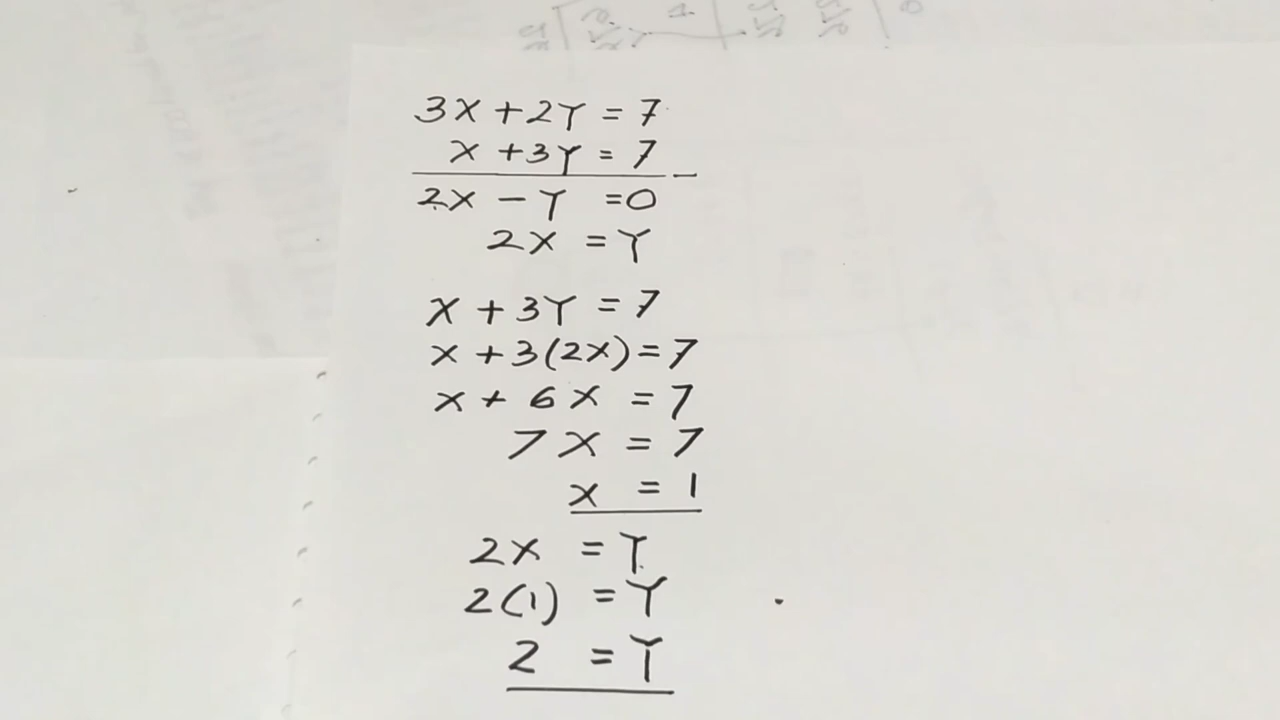 3X + 2Y = 7
x + 3Y = 7
–
2X – Y = 0
2X = Y
X + 3Y = 7
x + 3(2x) = 7
x + 6X = 7
7X = 7
x = 1
2X = Y
2(1) = Y
2 = Y